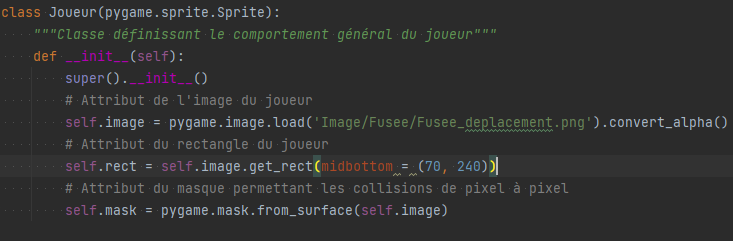 class Joueur(pygame.sprite.Sprite):
    """Classe définissant le comportement général du joueur"""
    def __init__(self):
        super().__init__()
        # Attribut de l'image du joueur
        self.image = pygame.image.load('Image/Fusee/Fusee_deplacement.png').convert_alpha()
        # Attribut du rectangle du joueur
        self.rect = self.image.get_rect(midbottom = (70, 240))
        # Attribut du masque permettant les collisions de pixel à pixel
        self.mask = pygame.mask.from_surface(self.image)